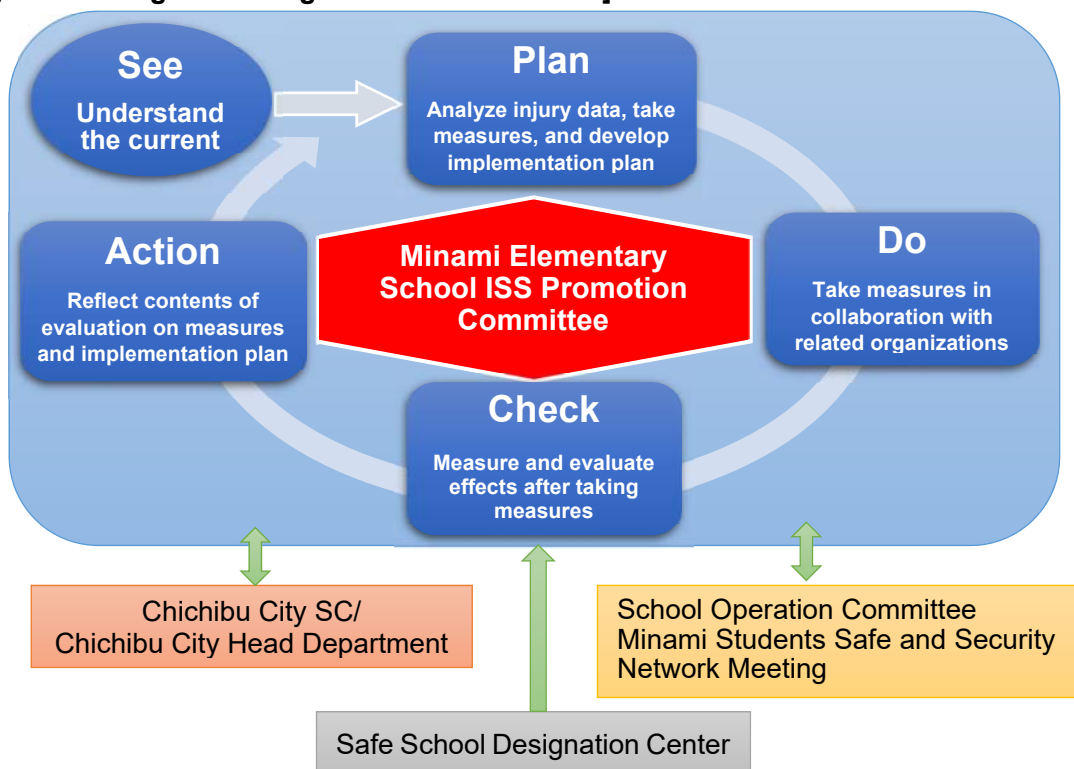 See
Understand
the current
Plan
Analyze injury data, take
measures, and develop
implementation plan
Action
Reflect contents of
evaluation on measures
and implementation plan
Minami Elementary
School ISS Promotion
Committee
Do
Take measures in
collaboration with
related organizations
Check
Measure and evaluate
effects after taking
measures
Chichibu City SC/
Chichibu City Head Department
School Operation Committee
Minami Students Safe and Security
Network Meeting
Safe School Designation Center